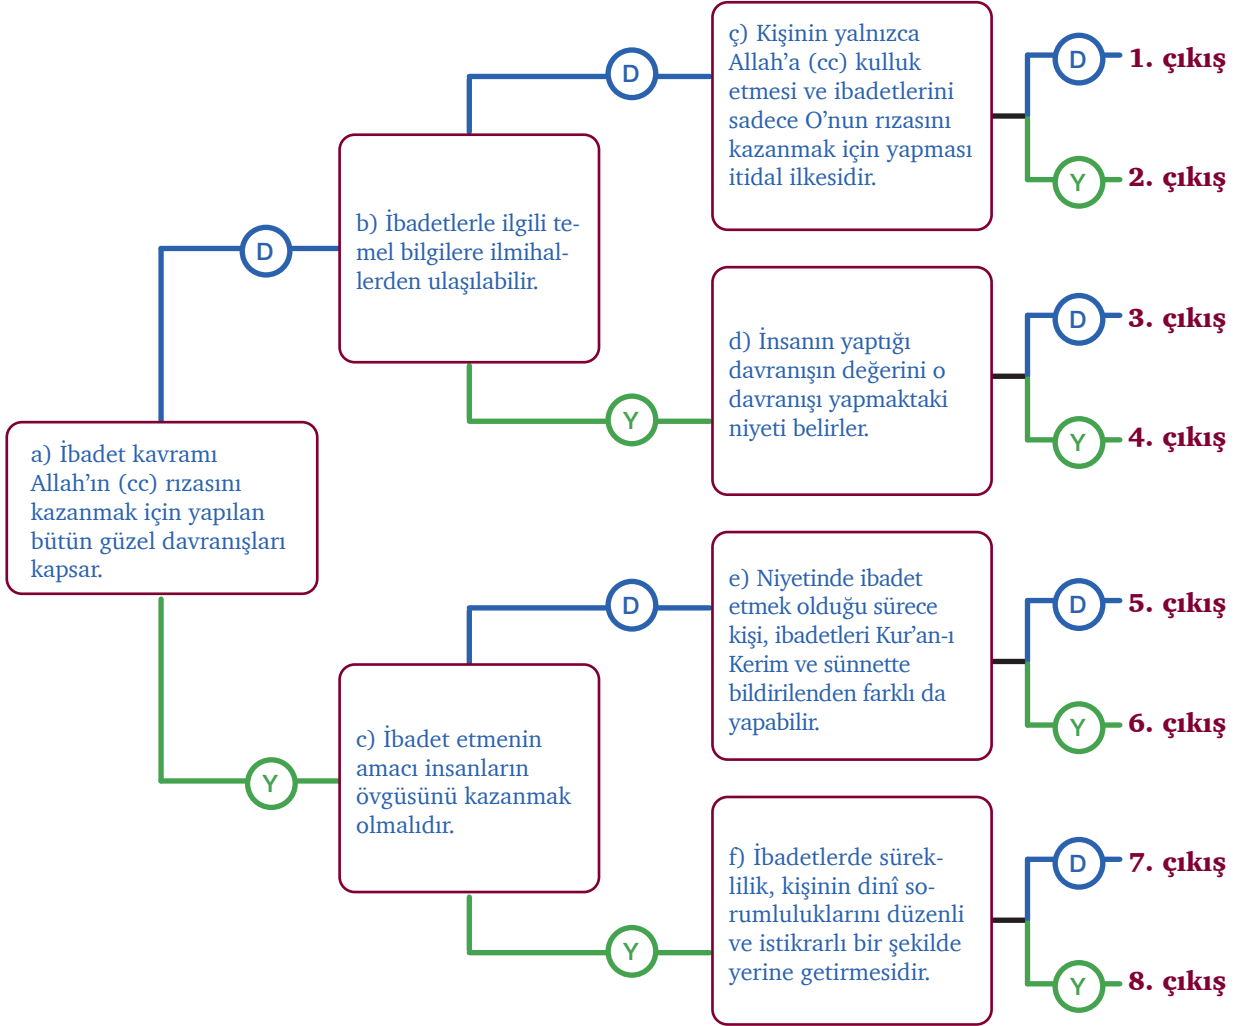 a) İbadet kavramı
Allah’ın (cc) rızasını
kazanmak için yapılan
bütün güzel davranışları
kapsar.
D
Y
b) İbadetlerle ilgili te-
mel bilgilere ilmihal-
lerden ulaşılabilir.
D
Y
c) İbadet etmenin
amacı insanların
övgüsünü kazanmak
olmalıdır.
D
Y
ç) Kişinin yalnızca
Allah’a (cc) kulluk
etmesi ve ibadetlerini
sadece O’nun rızasını
kazanmak için yapması
itidal ilkesidir.
D
1. çıkış
Y
2. çıkış
d) İnsanın yaptığı
davranışın değerini o
davranışı yapmaktaki
niyeti belirler.
D
3. çıkış
Y
4. çıkış
e) Niyetinde ibadet
etmek olduğu sürece
kişi, ibadetleri Kur’an-ı
Kerim ve sünnette
bildirilenden farklı da
yapabilir.
D
5. çıkış
Y
6. çıkış
f) İbadetlerde sürek-
lilik, kişinin dinî so-
rumluluklarını düzenli
ve istikrarlı bir şekilde
yerine getirmesidir.
D
7. çıkış
Y
8. çıkış